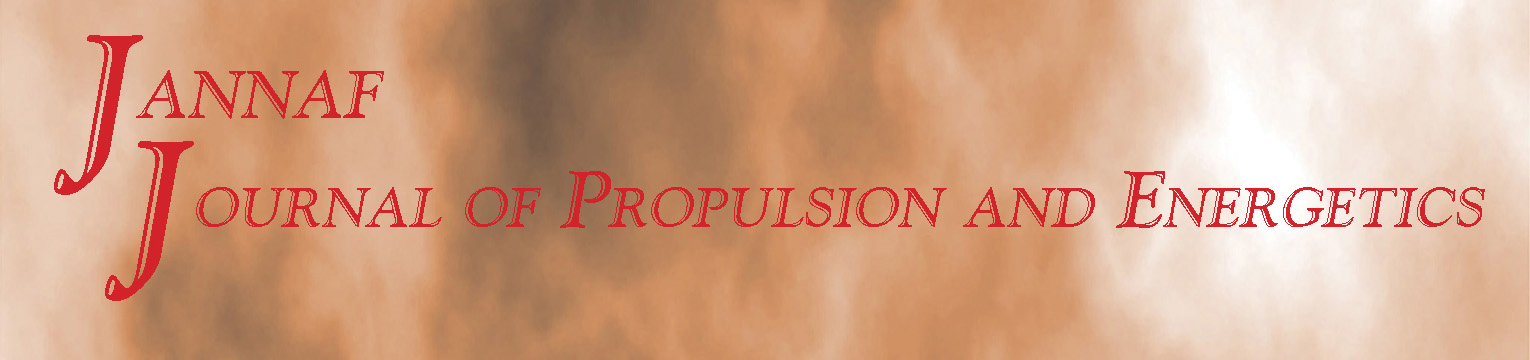 JANNAF
JOURNAL OF PROPULSION AND ENERGETICS